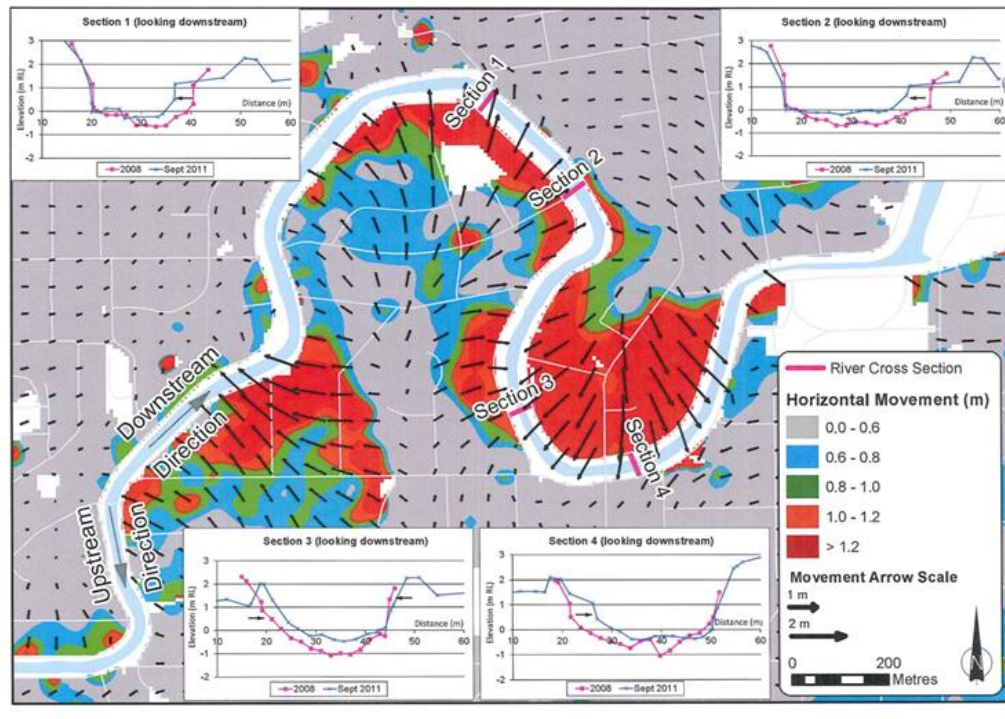 Section 1 (looking downstream)
3
2
1
0
-1
-2
Elevation (m RL)
Distance (m)
10 20 30 40 50 60
2008 Sept 2011
Section 2 (looking downstream)
3
2
1
0
-1
-2
Elevation (m RL)
Distance (m)
10 20 30 40 50 60
2008 Sept 2011
Section 1
Section 2
Section 3
Section 4
Downstream
Direction
Upstream
Direction
Section 3 (looking downstream)
3
2
1
0
-1
-2
Elevation (m RL)
Distance (m)
10 20 30 40 50 60
2008 Sept 2011
Section 4 (looking downstream)
3
2
1
0
-1
-2
Elevation (m RL)
Distance (m)
10 20 30 40 50 60
2008 Sept 2011
River Cross Section
Horizontal Movement (m)
0.0 - 0.6
0.6 - 0.8
0.8 - 1.0
1.0 - 1.2
> 1.2
Movement Arrow Scale
1 m
2 m
0 200
Metres
N